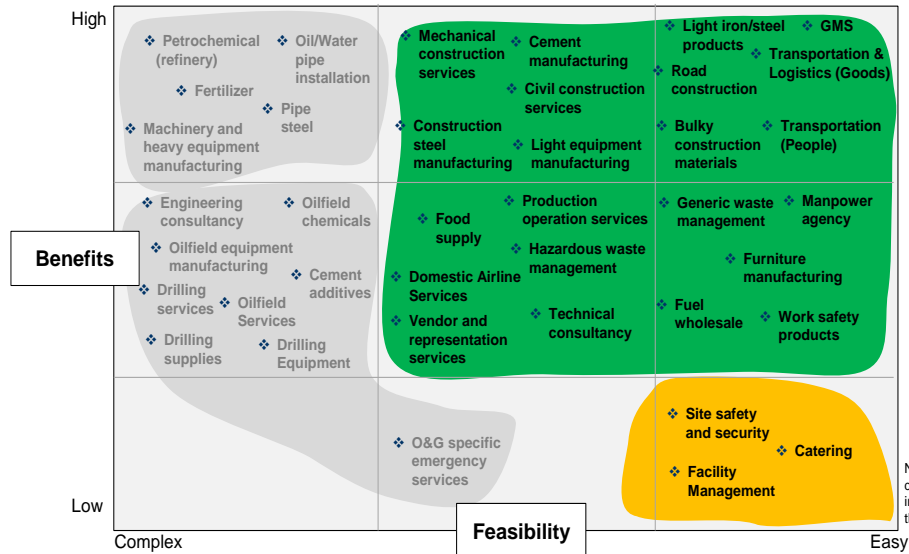 High
Petrochemical
(refinery)
Oil/Water
pipe
installation
Fertilizer
Pipe
steel
Machinery and
heavy equipment
manufacturing
Mechanical
construction
services
Cement
manufacturing
Civil construction
services
Construction
steel
manufacturing
Light equipment
manufacturing
Light iron/steel
products
GMS
Road
construction
Transportation &
Logistics (Goods)
Bulky
construction
materials
Transportation
(People)
Benefits
Engineering
consultancy
Oilfield
chemicals
Oilfield equipment
manufacturing
Cement
additives
Drilling
services
Oilfield
Services
Drilling
supplies
Drilling
Equipment
Production
operation services
Food
supply
Hazardous waste
management
Domestic Airline
Services
Vendor and
representation
services
Technical
consultancy
Generic waste
management
Manpower
agency
Furniture
manufacturing
Fuel
wholesale
Work safety
products
O&G specific
emergency
services
Site safety
and security
Catering
Facility
Management
Low
Complex
Feasibility
Easy